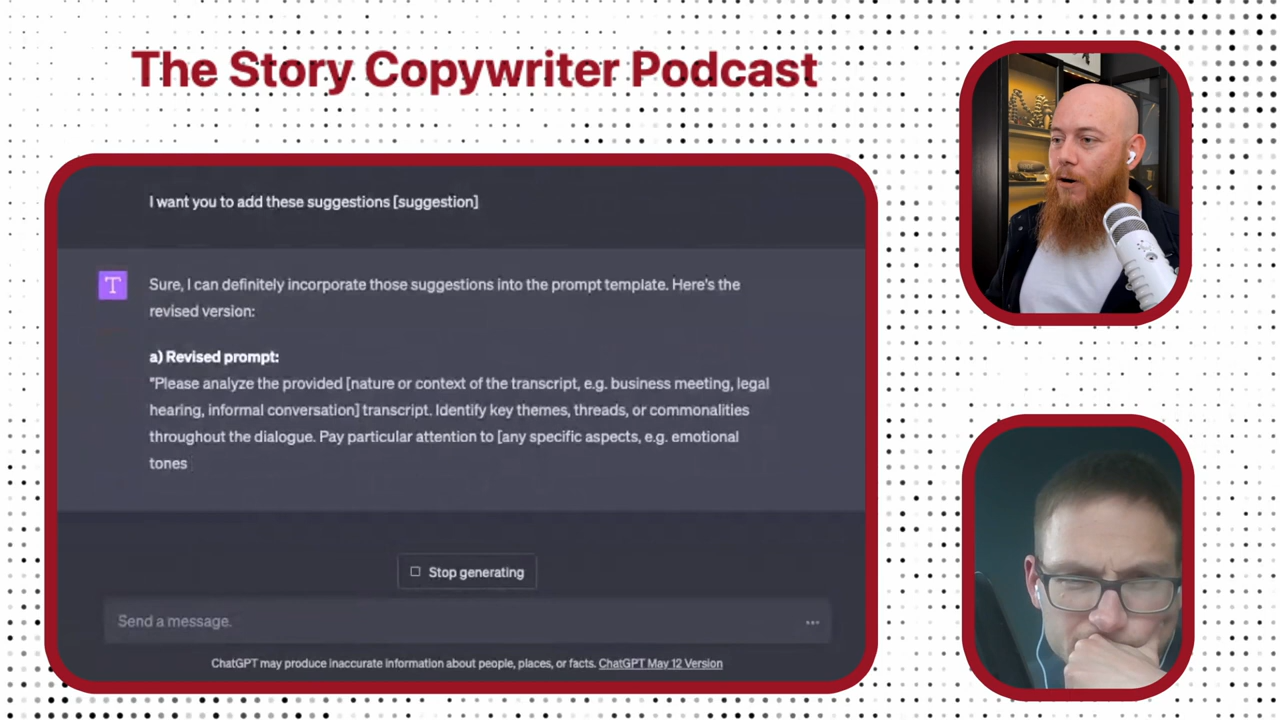 The Story Copywriter Podcast
I want you to add these suggestions [suggestion]
T
Sure, I can definitely incorporate those suggestions into the prompt template. Here's the
revised version:
a) Revised prompt:
"Please analyze the provided [nature or context of the transcript, e.g. business meeting, legal
hearing, informal conversation] transcript. Identify key themes, threads, or commonalities
throughout the dialogue. Pay particular attention to [any specific aspects, e.g. emotional
tones
Stop generating
Send a message.
ChatGPT may produce inaccurate information about people, places, or facts. ChatGPT May 12 Version